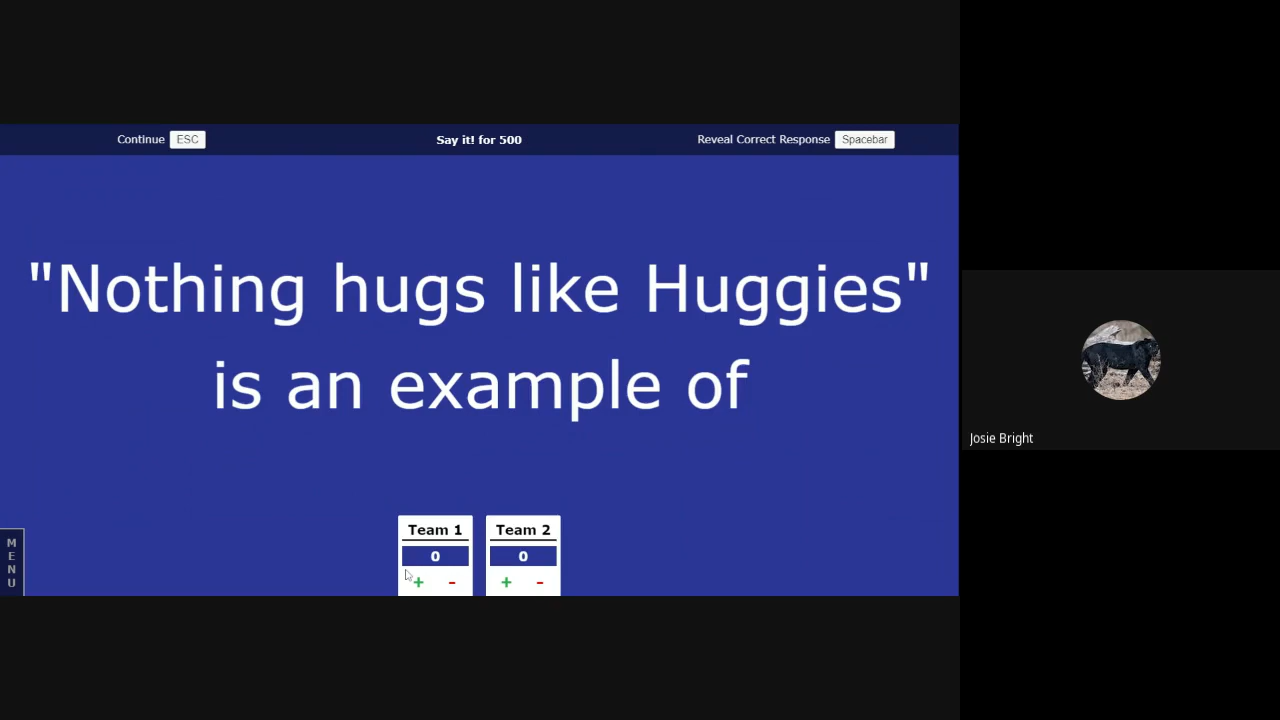 Continue ESC
Say it! for 500
Reveal Correct Response Spacebar
"Nothing hugs like Huggies"
is an example of
Team 1
0
+ -
Team 2
0
+ -
MENU
Josie Bright